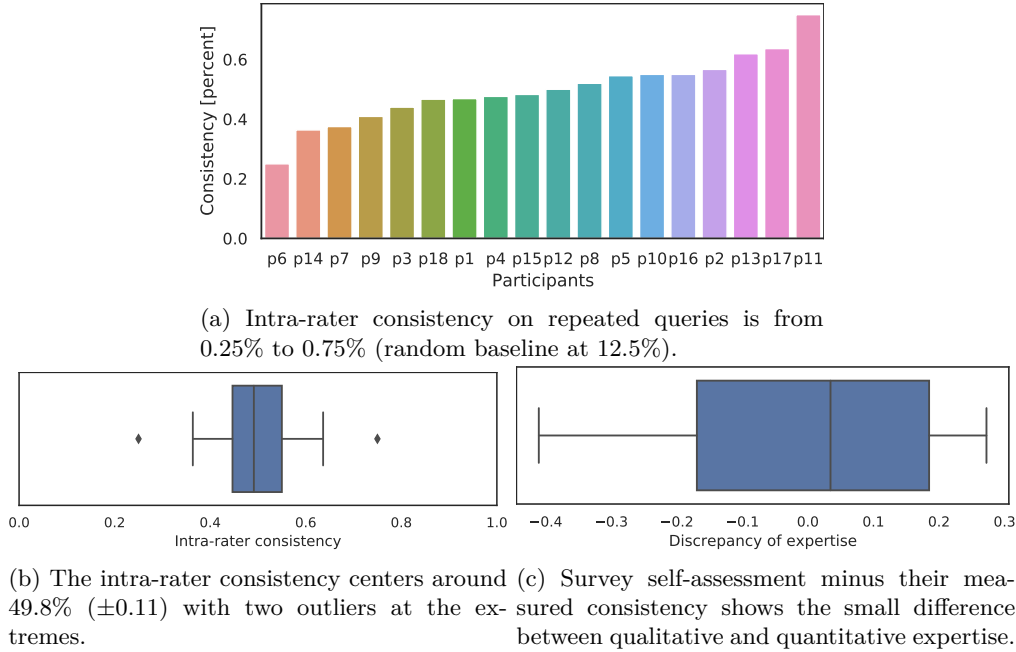 Consistency [percent]
0.6
0.4
0.2
0.0
p6 p14 p7 p9 p3 p18 p1 p4 p15 p12 p8 p5 p10 p16 p2 p13 p17 p11
Participants
(a) Intra-rater consistency on repeated queries is from
0.25% to 0.75% (random baseline at 12.5%).
0.0 0.2 0.4 0.6 0.8 1.0
Intra-rater consistency
(b) The intra-rater consistency centers around
49.8% (±0.11) with two outliers at the ex-
tremes.
−0.4 −0.3 −0.2 −0.1 0.0 0.1 0.2 0.3
Discrepancy of expertise
(c) Survey self-assessment minus their mea-
sured consistency shows the small difference
between qualitative and quantitative expertise.